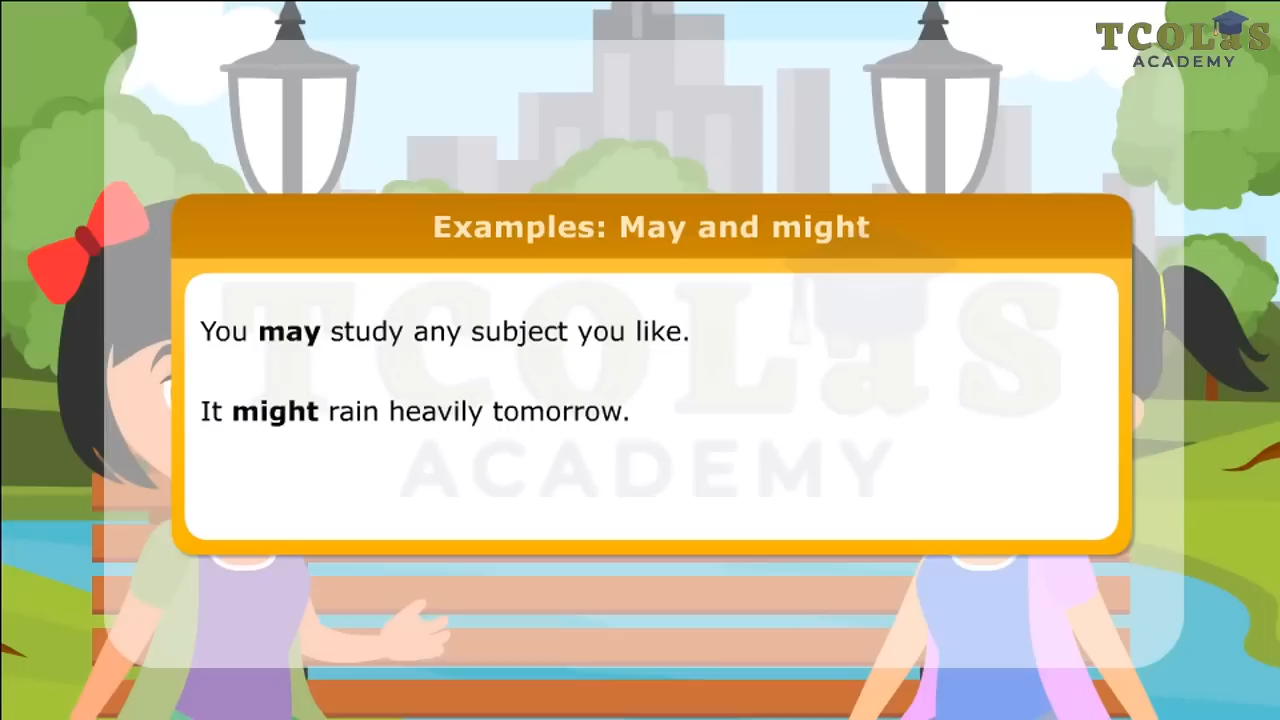 TCOLaS
ACADEMY
Examples: May and might
You may study any subject you like.
It might rain heavily tomorrow.
TCOLaS
ACADEMY